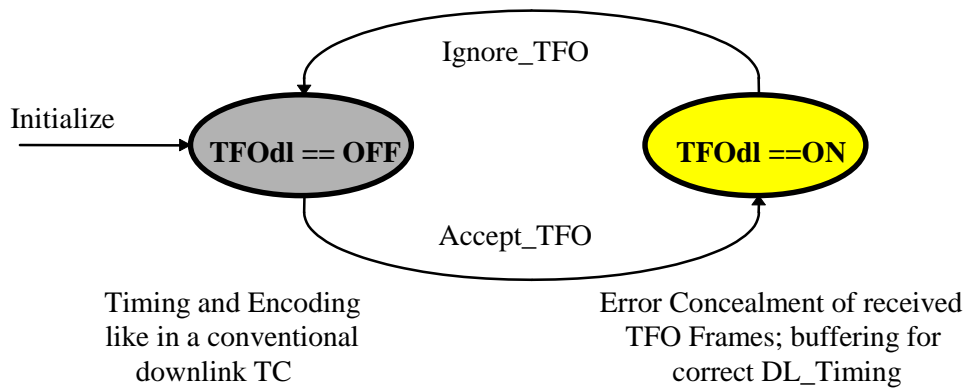 Ignore_TFO
Initialize
TFOdl == OFF
TFOdl ==ON
Accept_TFO
Timing and Encoding
like in a conventional
downlink TC
Error Concealment of received
TFO Frames; buffering for
correct DL_Timing